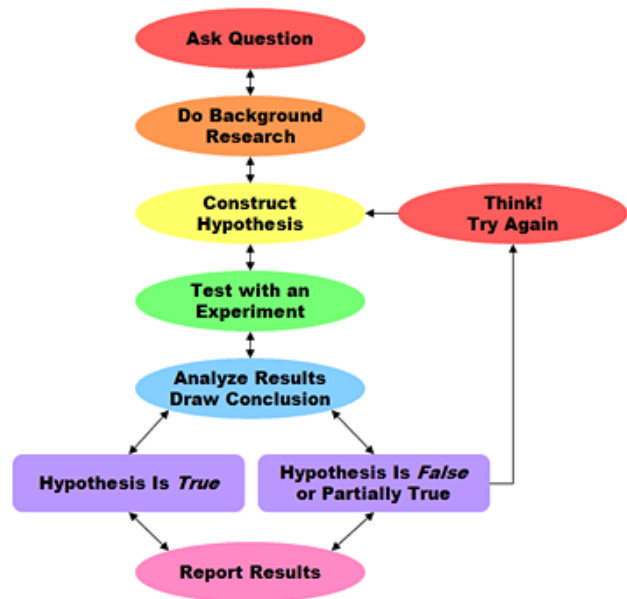 Ask Question
Do Background
Research
Construct
Hypothesis
Think!
Try Again
Test with an
Experiment
Analyze Results
Draw Conclusion
Hypothesis Is True
Hypothesis Is False
or Partially True
Report Results